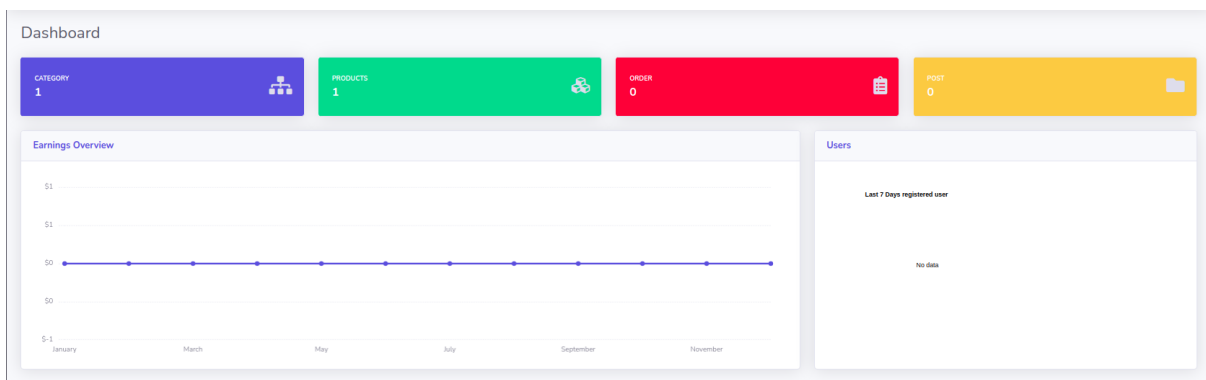 Dashboard
CATEGORY
1
PRODUCTS
1
ORDER
0
POST
0
Earnings Overview
$1
$1
$0
$0
$-1
January March May July September November
Users
Last 7 Days registered user
No data